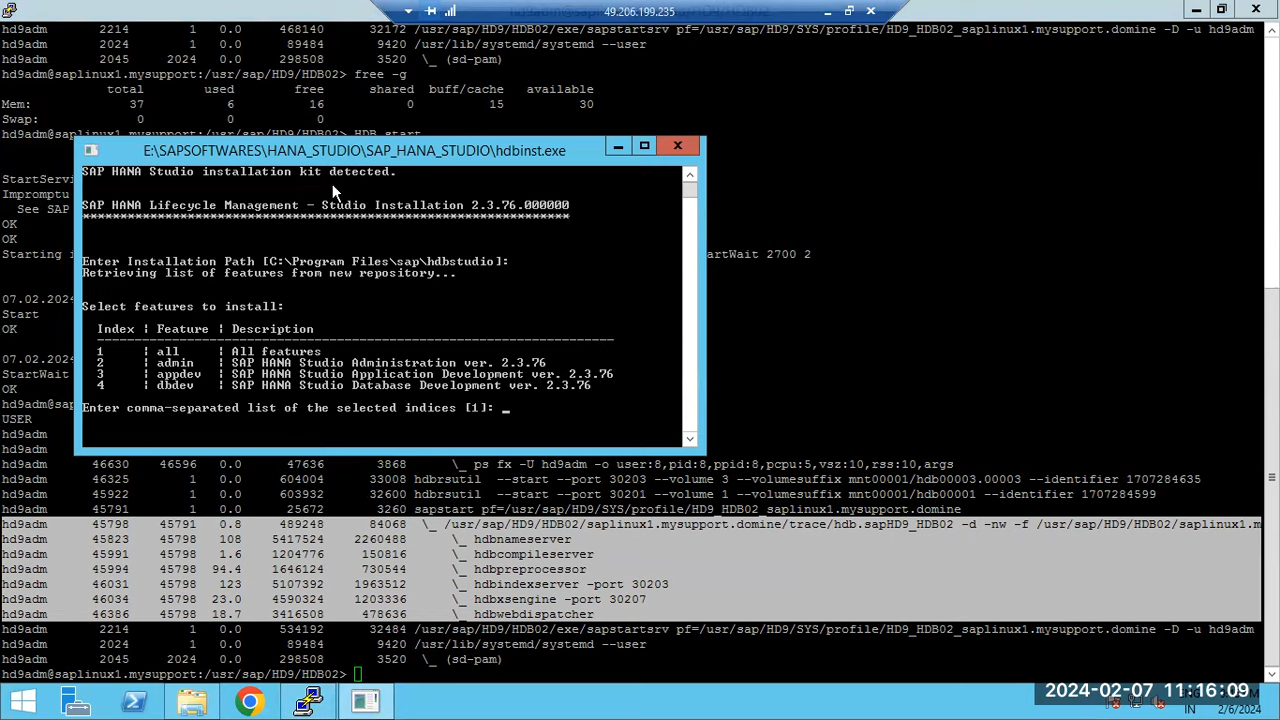 49.206.199.235
hd9adm 2214 1 0.0 468140 32172 /usr/sap/HD9/HDB02/exe/sapstartsrv pf=/usr/sap/HD9/SYS/profile/HD9_HDB02_saplinux1.mysupport.domine -D -u hd9adm
hd9adm 2024 1 0.0 89484 9420 /usr/lib/systemd/systemd --user
hd9adm 2045 2024 0.0 298508 3520 \_ (sd-pam)
hd9adm@saplinux1.mysupport:/usr/sap/HD9/HDB02> free -g
total used free shared buff/cache available
Mem: 37 6 16 0 15 30
Swap: 0 0 0
hd9adm@saplinux1.mysupport:/usr/sap/HD9/HDB02> HDB start
E:\SAPSOFTWARES\HANA_STUDIO\SAP_HANA_STUDIO\hdbinst.exe
SAP HANA Studio installation kit detected.
SAP HANA Lifecycle Management - Studio Installation 2.3.76.000000
******************************************************************
Enter Installation Path [C:\Program Files\sap\hdbstudio]:
Retrieving list of features from new repository...
Select features to install:
Index | Feature | Description
1 | all | All features
2 | admin | SAP HANA Studio Administration ver. 2.3.76
3 | appdev | SAP HANA Studio Application Development ver. 2.3.76
4 | dbdev | SAP HANA Studio Database Development ver. 2.3.76
Enter comma-separated list of the selected indices [1]: _
StartServi
Impromptu
See SAP
OK
OK
Starting i
artWait 2700 2
07.02.2024
Start
OK
07.02.2024
StartWait
OK
hd9adm@sap
USER
hd9adm
hd9adm
hd9adm 46630 46596 0.0 47636 3868 \_ ps fx -U hd9adm -o user:8,pid:8,ppid:8,pcpu:5,vsz:10,rss:10,args
hd9adm 46325 1 0.0 604004 33008 hdbrsutil --start --port 30203 --volume 3 --volumesuffix mnt00001/hdb00003.00003 --identifier 1707284635
hd9adm 45922 1 0.0 603932 32600 hdbrsutil --start --port 30201 --volume 1 --volumesuffix mnt00001/hdb00001 --identifier 1707284599
hd9adm 45791 1 0.0 25672 3260 sapstart pf=/usr/sap/HD9/SYS/profile/HD9_HDB02_saplinux1.mysupport.domine
hd9adm 45798 45791 0.8 489248 84068 \_ /usr/sap/HD9/HDB02/saplinux1.mysupport.domine/trace/hdb.sapHD9_HDB02 -d -nw -f /usr/sap/HD9/HDB02/saplinux1.m
hd9adm 45823 45798 108 5417524 2260488 \_ hdbnameserver
hd9adm 45991 45798 1.6 1204776 150816 \_ hdbcompileserver
hd9adm 45994 45798 94.4 1646124 730544 \_ hdbpreprocessor
hd9adm 46031 45798 123 5107392 1963512 \_ hdbindexserver -port 30203
hd9adm 46034 45798 23.0 4590324 1203336 \_ hdbxsengine -port 30207
hd9adm 46386 45798 18.7 3416508 478636 \_ hdbwebdispatcher
hd9adm 2214 1 0.0 534192 32484 /usr/sap/HD9/HDB02/exe/sapstartsrv pf=/usr/sap/HD9/SYS/profile/HD9_HDB02_saplinux1.mysupport.domine -D -u hd9adm
hd9adm 2024 1 0.0 89484 9420 /usr/lib/systemd/systemd --user
hd9adm 2045 2024 0.0 298508 3520 \_ (sd-pam)
hd9adm@saplinux1.mysupport:/usr/sap/HD9/HDB02>
2024-02-07 11:16:09
IN 2/6/2024